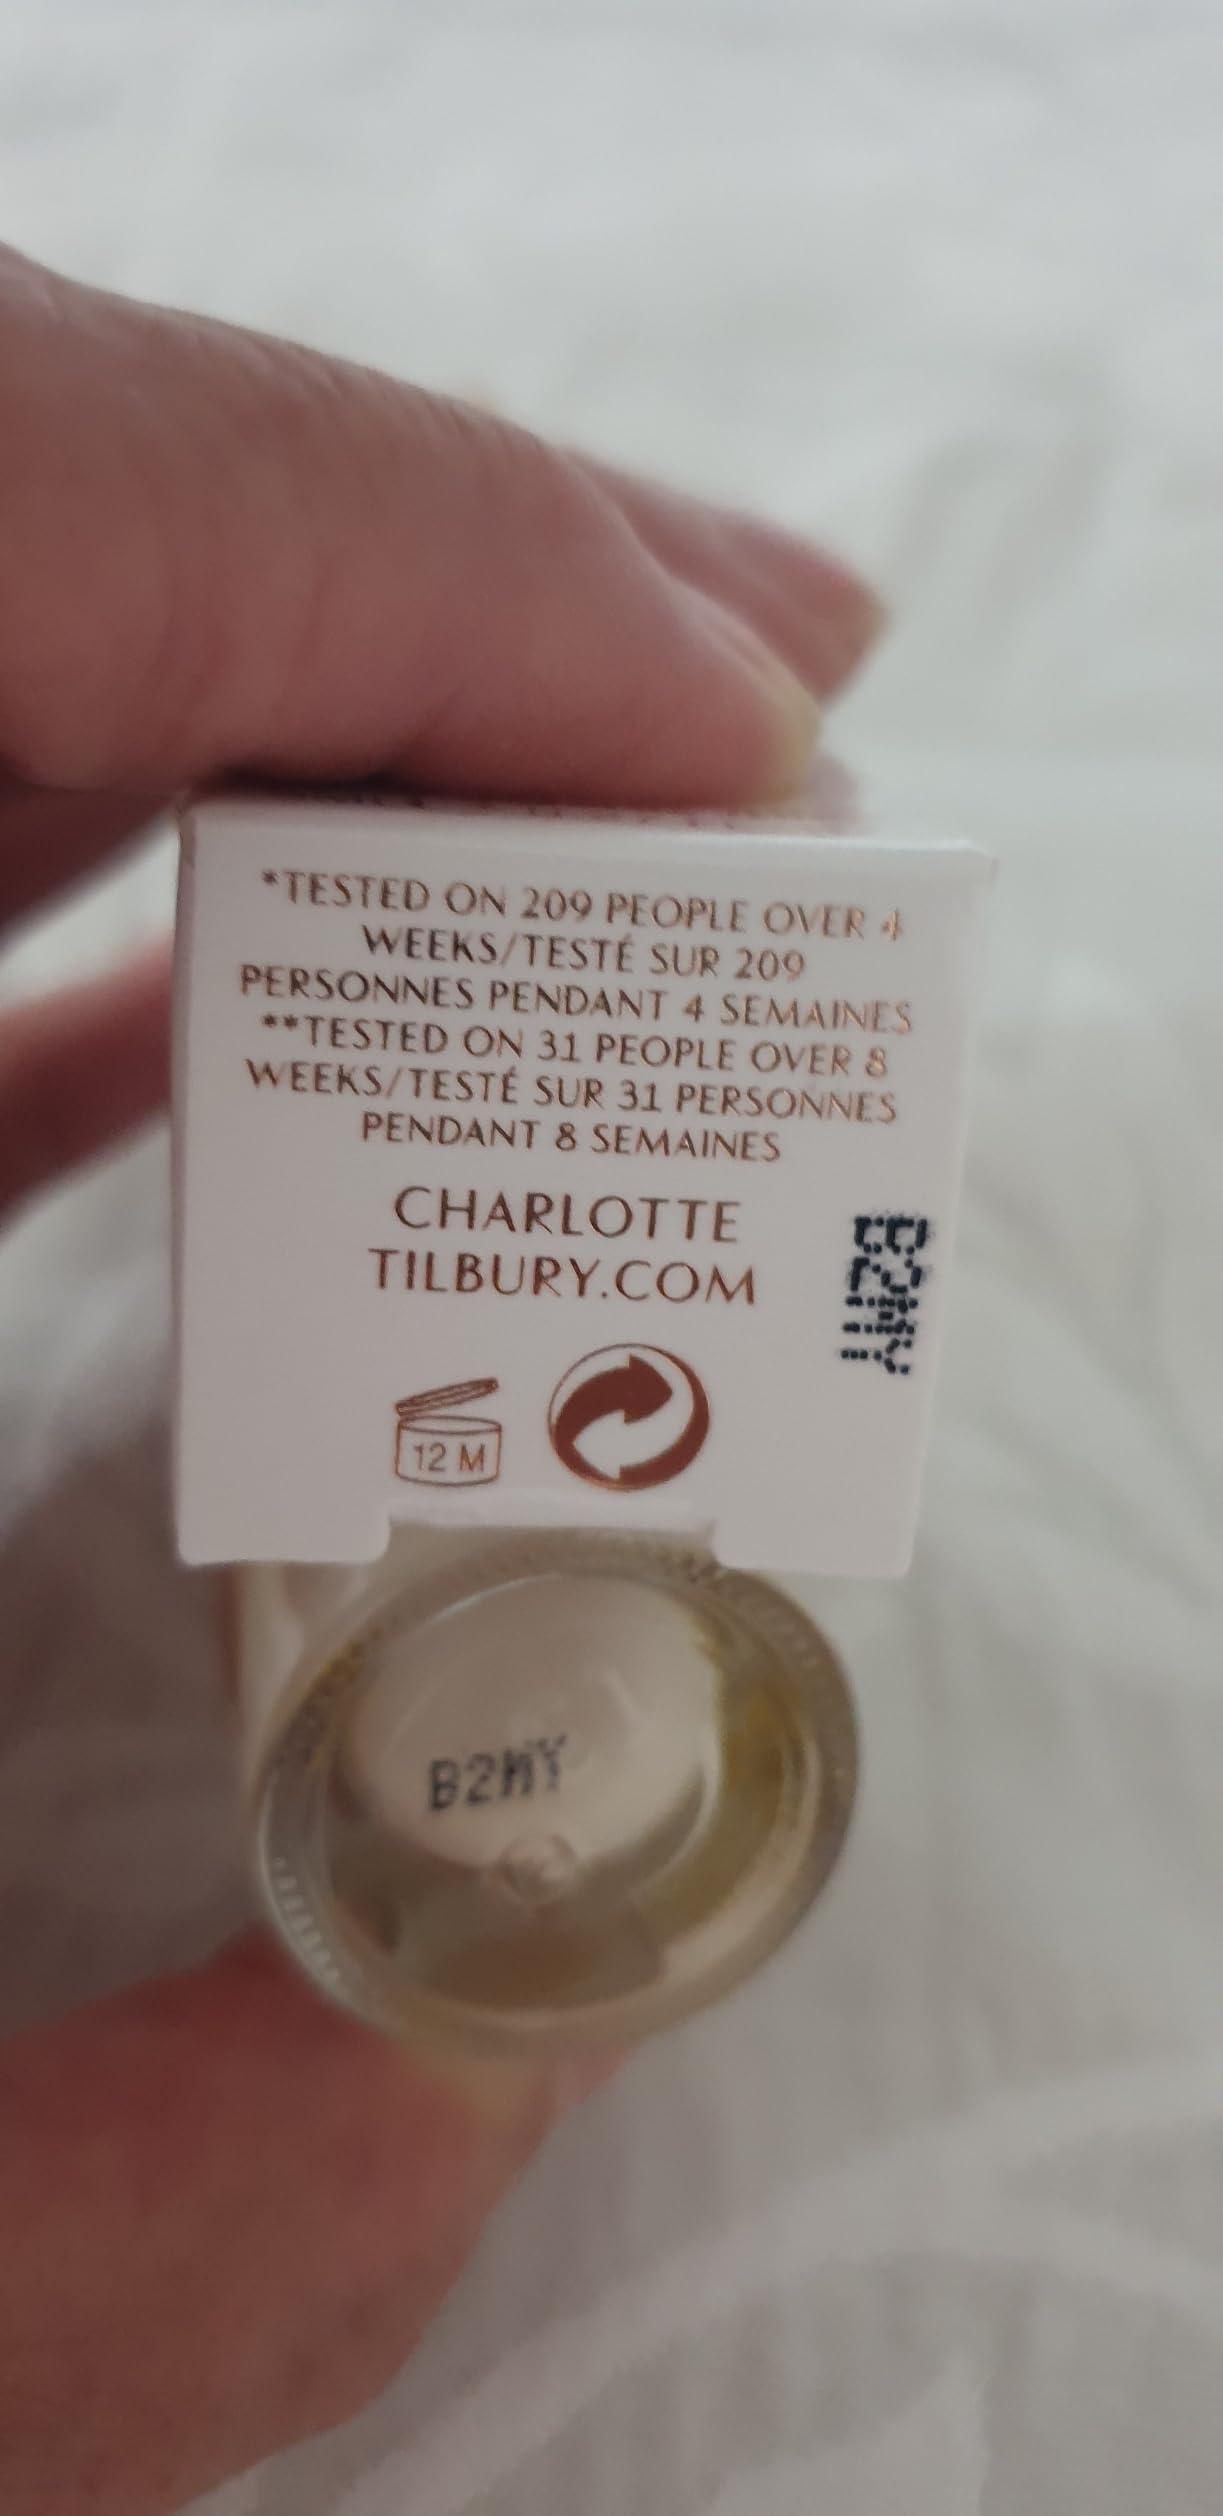 *TESTED ON 209 PEOPLE OVER 4
WEEKS/TESTÉ SUR 209
PERSONNES PENDANT 4 SEMAINES
**TESTED ON 31 PEOPLE OVER 8
WEEKS/TESTÉ SUR 31 PERSONNES
PENDANT 8 SEMAINES
CHARLOTTE
TILBURY.COM
B2MY
12 M
B2MY